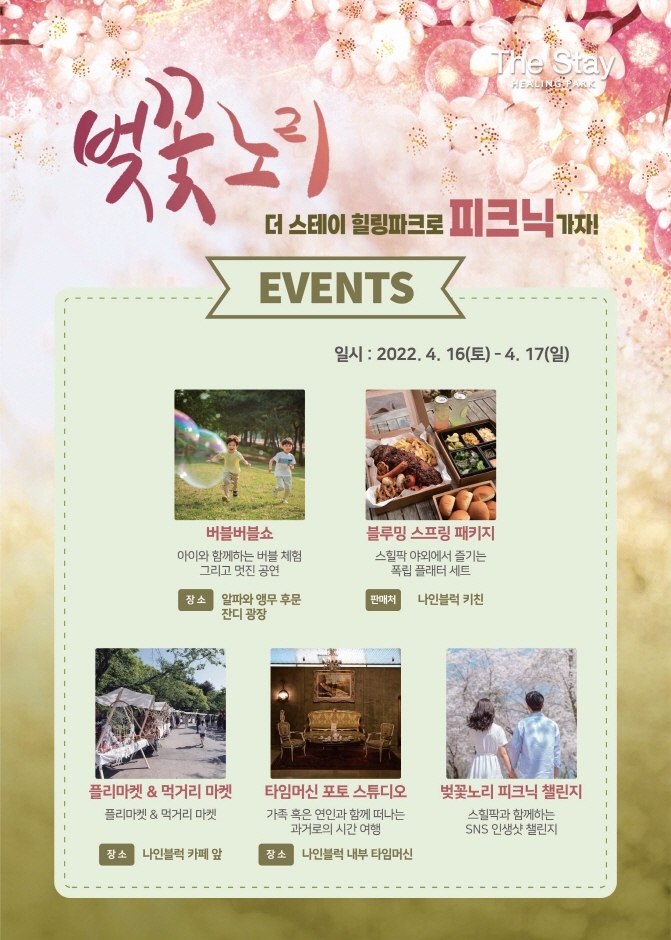 The Stay
HEALING PARK
벚꽃노리
더 스테이 힐링파크로 피크닉가자!
EVENTS
일시 : 2022. 4. 16(토) - 4. 17(일)
버블버블쇼
아이와 함께하는 버블 체험
그리고 멋진 공연
장소 알파와 앵무 후문
잔디 광장
블루밍 스프링 패키지
스힐팍 야외에서 즐기는
폭립 플래터 세트
판매처 나인블럭 키친
플리마켓 & 먹거리 마켓
플리마켓 & 먹거리 마켓
장소 나인블럭 카페 앞
타임머신 포토 스튜디오
가족 혹은 연인과 함께 떠나는
과거로의 시간 여행
장소 나인블럭 내부 타임머신
벚꽃노리 피크닉 챌린지
스힐팍과 함께하는
SNS 인생샷 챌린지